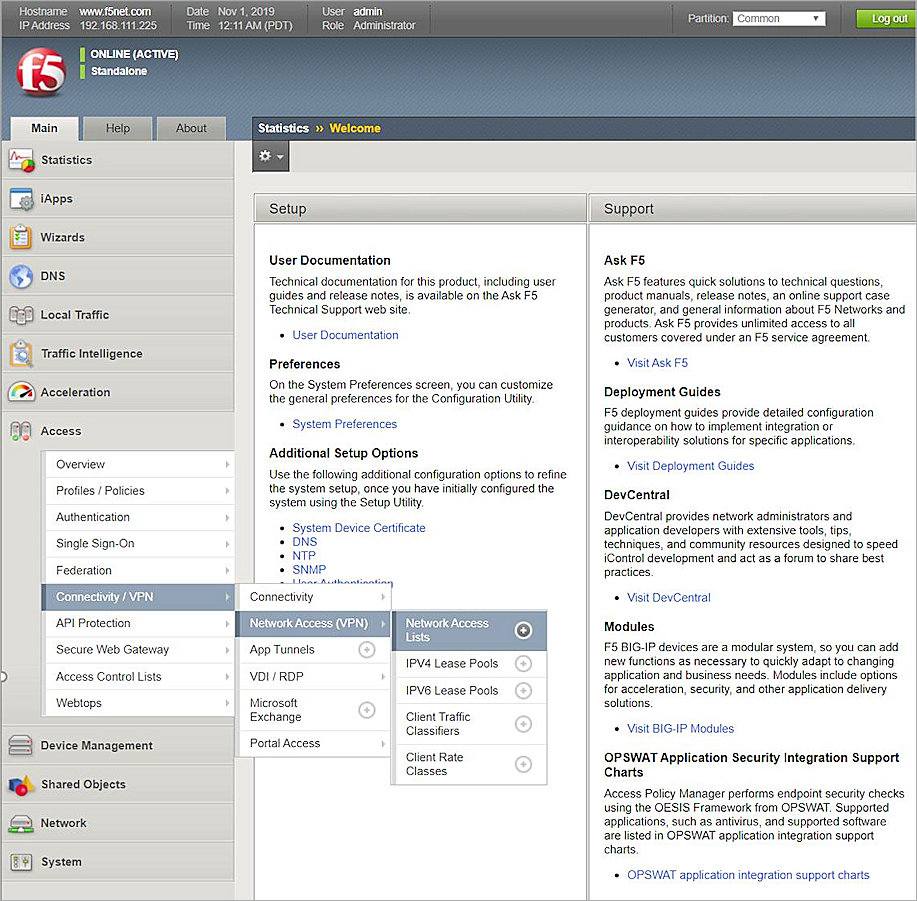 Hostname www.f5net.com Date Nov 1, 2019 User admin
IP Address 192.168.111.225 Time 12:11 AM (PDT) Role Administrator
Partition: Common
Log out
f5
ONLINE (ACTIVE)
Standalone
Main Help About
Statistics ›› Welcome
Statistics
iApps
Wizards
DNS
Local Traffic
Traffic Intelligence
Acceleration
Access
Overview
Profiles / Policies
Authentication
Single Sign-On
Federation
Connectivity / VPN
API Protection
Secure Web Gateway
Access Control Lists
Webtops
Device Management
Shared Objects
Network
System
Connectivity
Network Access (VPN)
App Tunnels
VDI / RDP
Microsoft
Exchange
Portal Access
Network Access
Lists
IPV4 Lease Pools
IPV6 Lease Pools
Client Traffic
Classifiers
Client Rate
Classes
Setup
User Documentation
Technical documentation for this product, including user
guides and release notes, is available on the Ask F5
Technical Support web site.
• User Documentation
Preferences
On the System Preferences screen, you can customize
the general preferences for the Configuration Utility.
• System Preferences
Additional Setup Options
Use the following additional configuration options to refine
the system setup, once you have initially configured the
system using the Setup Utility.
• System Device Certificate
• DNS
• NTP
• SNMP
• User Authentication
Support
Ask F5
Ask F5 features quick solutions to technical questions,
product manuals, release notes, an online support case
generator, and general information about F5 Networks and
products. Ask F5 provides unlimited access to all
customers covered under an F5 service agreement.
• Visit Ask F5
Deployment Guides
F5 deployment guides provide detailed configuration
guidance on how to implement integration or
interoperability solutions for specific applications.
• Visit Deployment Guides
DevCentral
DevCentral provides network administrators and
application developers with extensive tools, tips,
techniques, and community resources designed to speed
iControl development and act as a forum to share best
practices.
• Visit DevCentral
Modules
F5 BIG-IP devices are a modular system, so you can add
new functions as necessary to quickly adapt to changing
application and business needs. Modules include options
for acceleration, security, and other application delivery
solutions.
• Visit BIG-IP Modules
OPSWAT Application Security Integration Support
Charts
Access Policy Manager performs endpoint security checks
using the OESIS Framework from OPSWAT. Supported
applications, such as antivirus, and supported software
are listed in OPSWAT application integration support
charts.
• OPSWAT application integration support charts